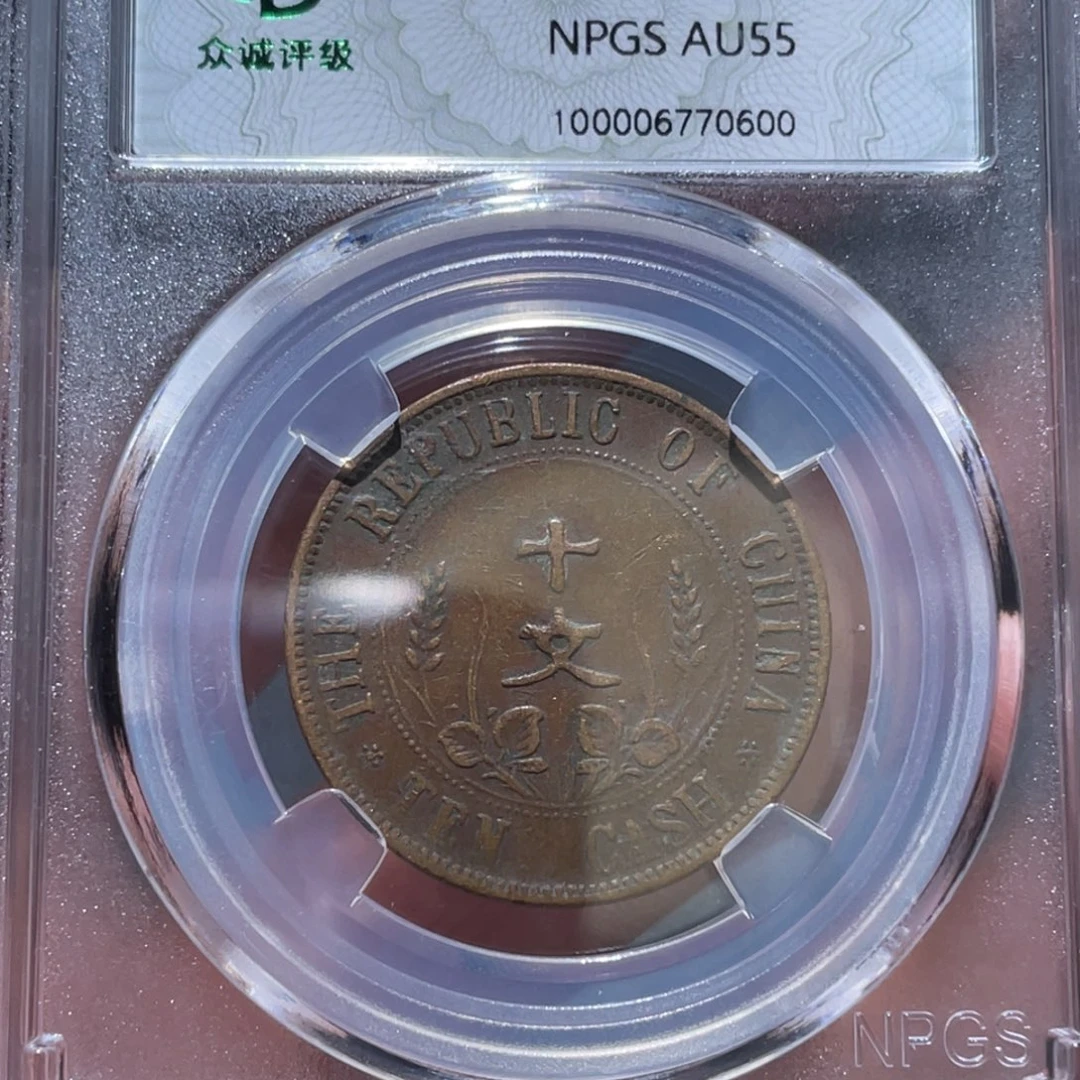 众诚评级
NPGS AU55
100006770600
THE REPUBLIC OF CHINA
十
文
TEN CASH
NPGS